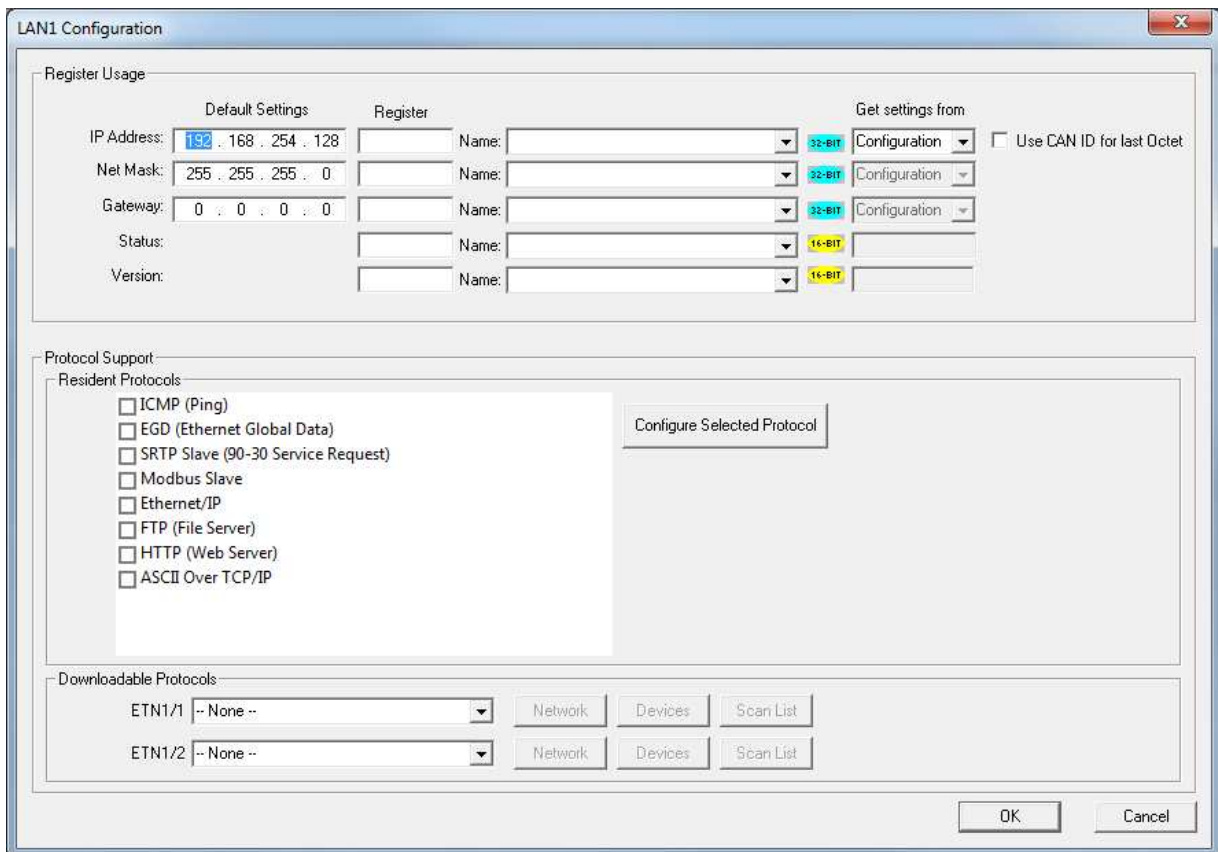 LAN1 Configuration
X
Register Usage
Default Settings Register Get settings from
IP Address: 192 . 168 . 254 . 128 Name: 32-BIT Configuration Use CAN ID for last Octet
Net Mask: 255 . 255 . 255 . 0 Name: 32-BIT Configuration
Gateway: 0 . 0 . 0 . 0 Name: 32-BIT Configuration
Status: Name: 16-BIT
Version: Name: 16-BIT
Protocol Support
Resident Protocols
ICMP (Ping)
EGD (Ethernet Global Data)
SRTP Slave (90-30 Service Request)
Modbus Slave
Ethernet/IP
FTP (File Server)
HTTP (Web Server)
ASCII Over TCP/IP
Configure Selected Protocol
Downloadable Protocols
ETN1/1 -- None -- Network Devices Scan List
ETN1/2 -- None -- Network Devices Scan List
OK Cancel